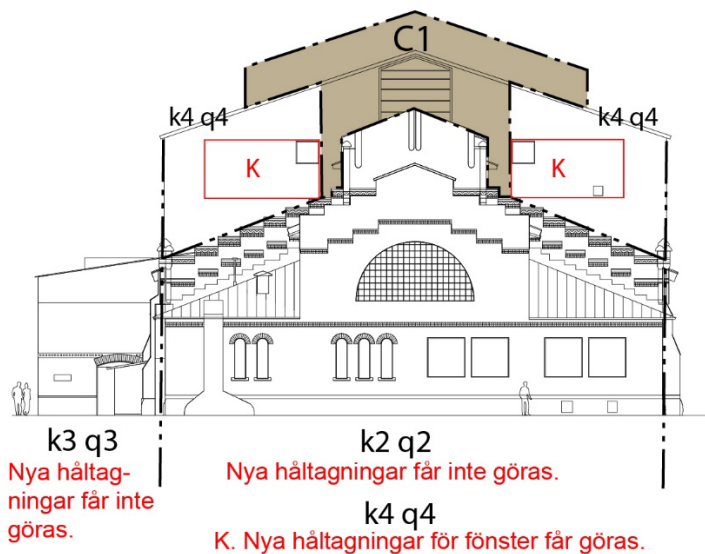 C1
k4 q4
k4 q4
K
K
k3 q3
Nya håltag-
ningar får inte
göras.
k2 q2
Nya håltagningar får inte göras.
k4 q4
K. Nya håltagningar för fönster får göras.